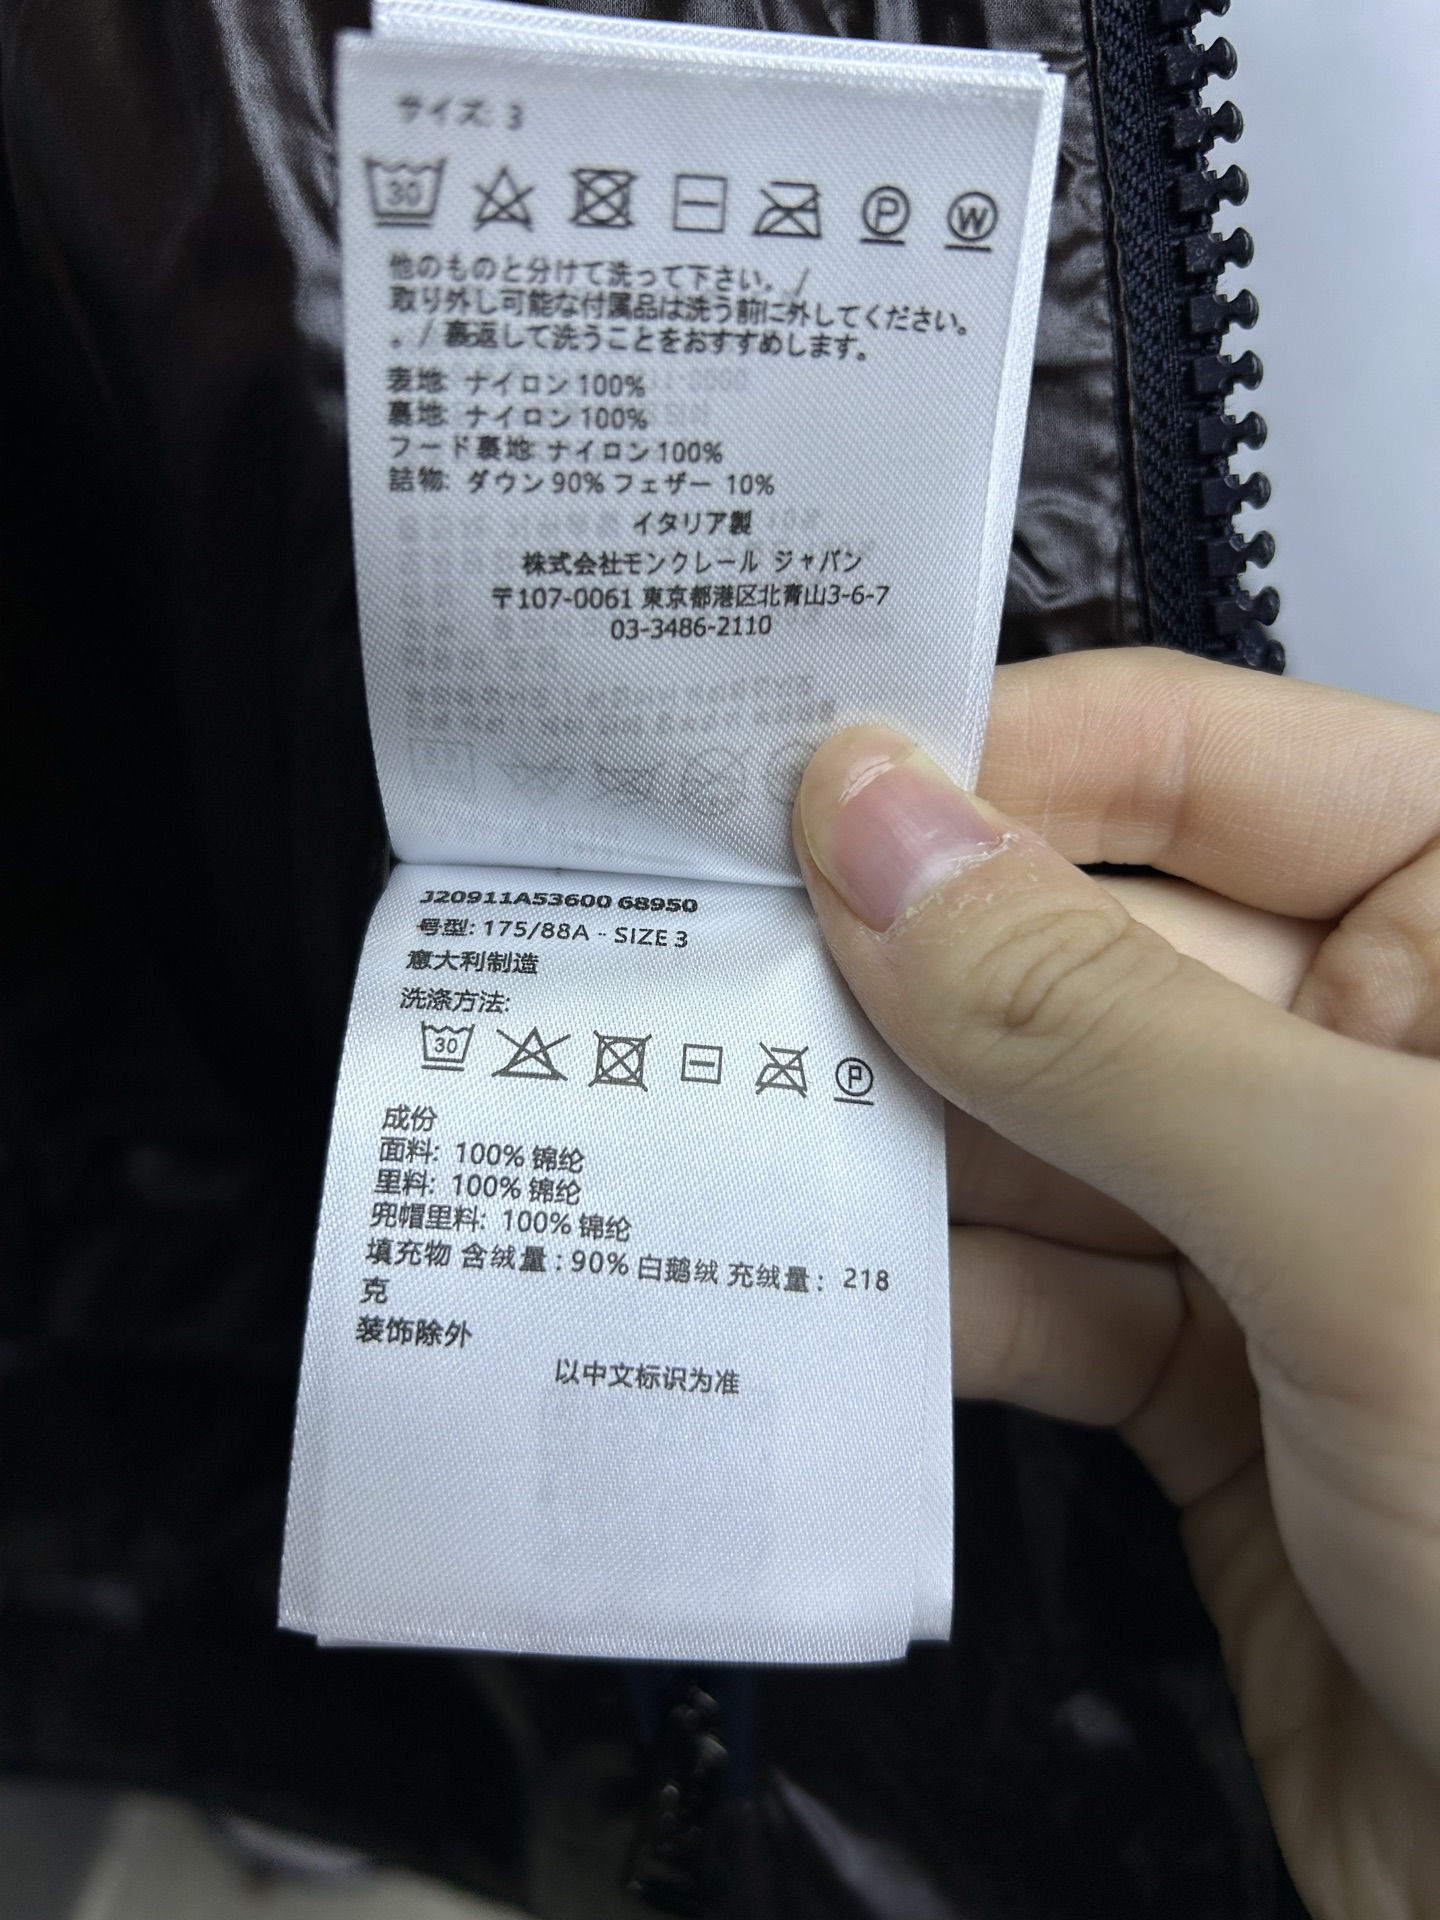 サイズ: 3
30
P W
他のものと分けて洗って下さい。/
取り外し可能な付属品は洗う前に外してください。
。/ 裏返して洗うことをおすすめします。
表地: ナイロン 100%
裏地: ナイロン 100%
フード裏地: ナイロン 100%
詰物: ダウン 90% フェザー 10%
イタリア製
株式会社モンクレール ジャパン
〒107-0061 東京都港区北青山3-6-7
03-3486-2110
J20911A53600 68950
号型: 175/88A - SIZE 3
意大利制造
洗涤方法:
30
P
成份
面料: 100% 锦纶
里料: 100% 锦纶
兜帽里料: 100% 锦纶
填充物 含绒量 : 90% 白鹅绒 充绒量 : 218
克
装饰除外
以中文标识为准